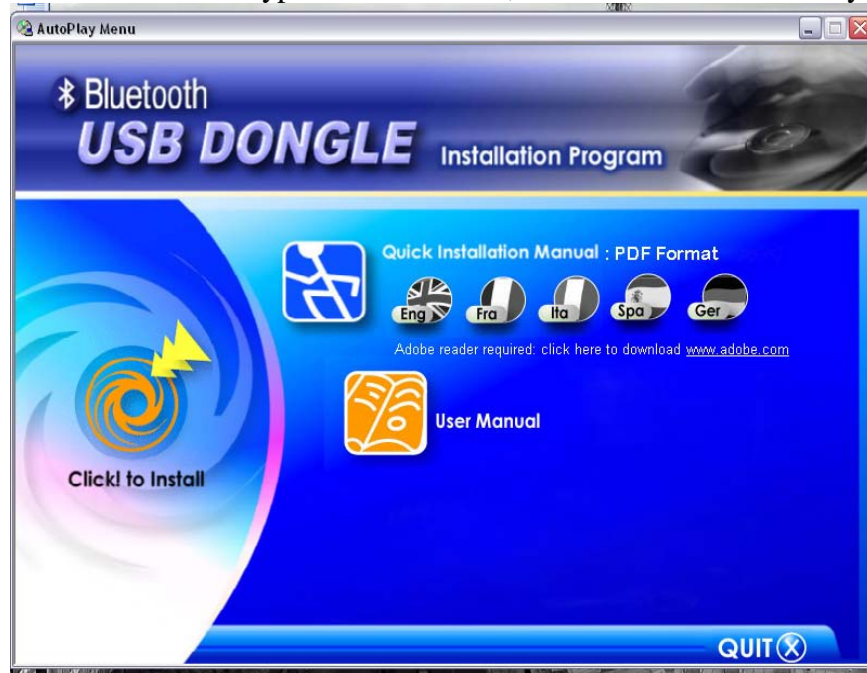 AutoPlay Menu
Bluetooth
USB DONGLE Installation Program
Quick Installation Manual : PDF Format
Eng Fra Ita Spa Ger
Adobe reader required: click here to download www.adobe.com
User Manual
Click! to Install
QUIT